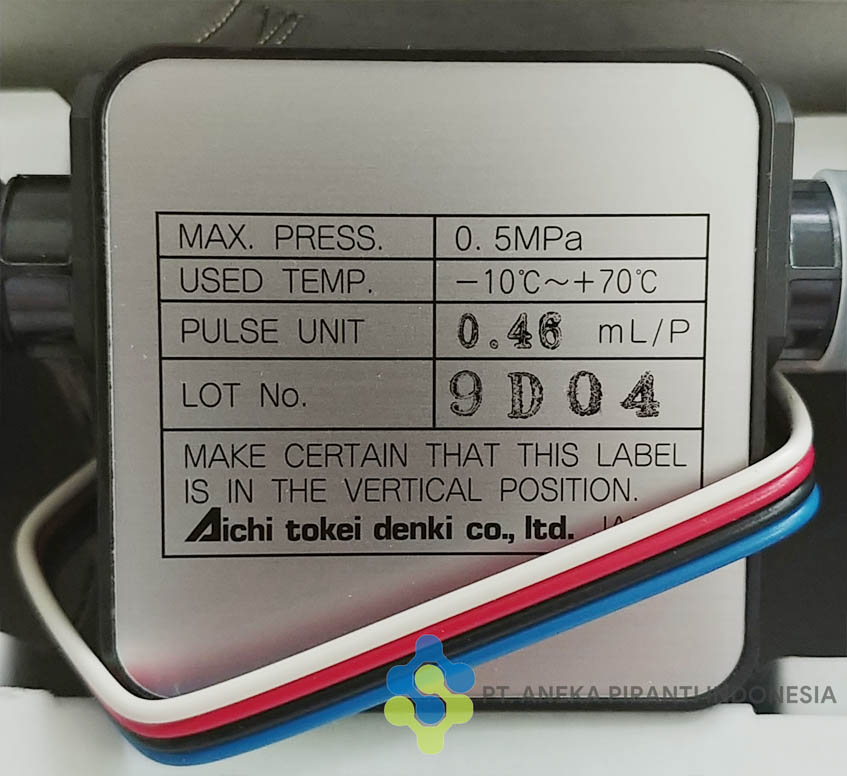 MAX. PRESS. 0.5MPa
USED TEMP. −10℃～+70℃
PULSE UNIT 0.46 mL/P
LOT No. 9D04
MAKE CERTAIN THAT THIS LABEL
IS IN THE VERTICAL POSITION.
Aichi tokei denki co., ltd.
PT. ANEKA PIRANTI INDONESIA